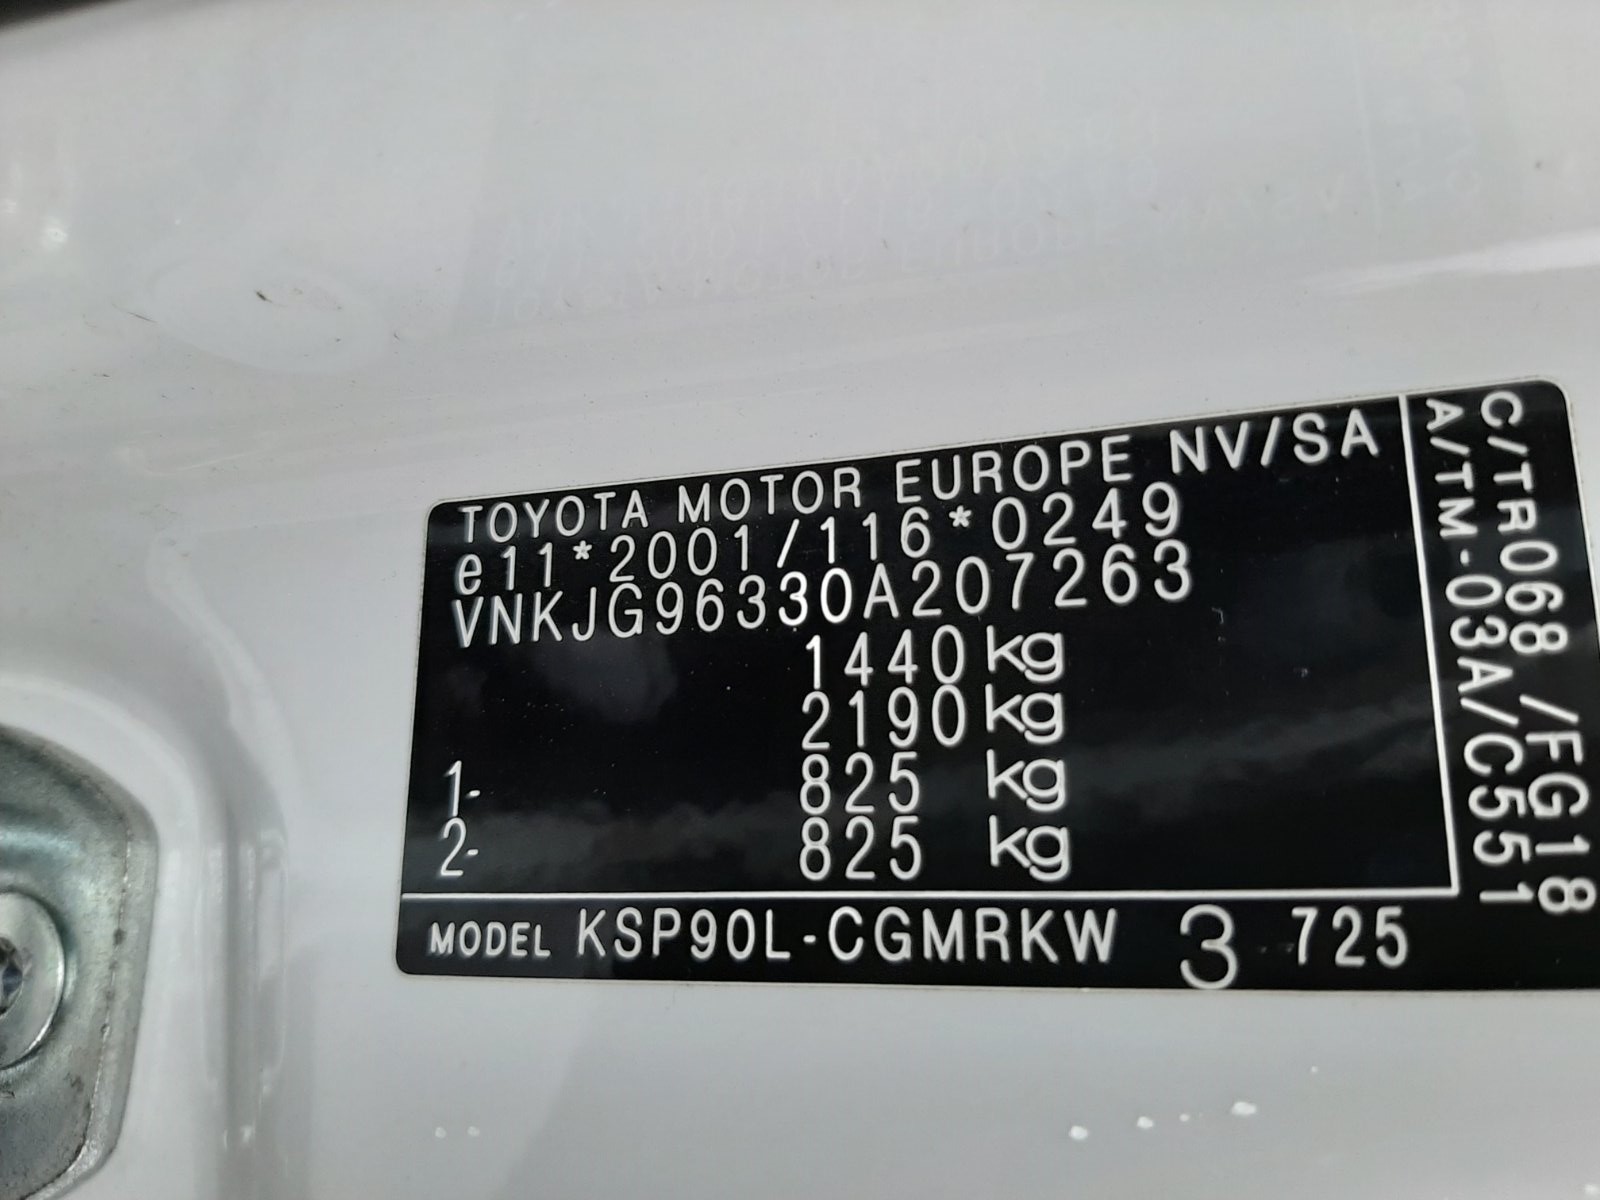 TOYOTA MOTOR EUROPE NV/SA
e11*2001/116*0249
VNKJG96330A207263
1440 kg
2190 kg
1- 825 kg
2- 825 kg
MODEL KSP90L-CGMRKW 3 725
C/TR068 /FG18
A/TM-03A/C551